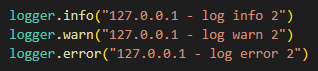 logger.info("127.0.0.1 - log info 2")
logger.warn("127.0.0.1 - log warn 2")
logger.error("127.0.0.1 - log error 2")